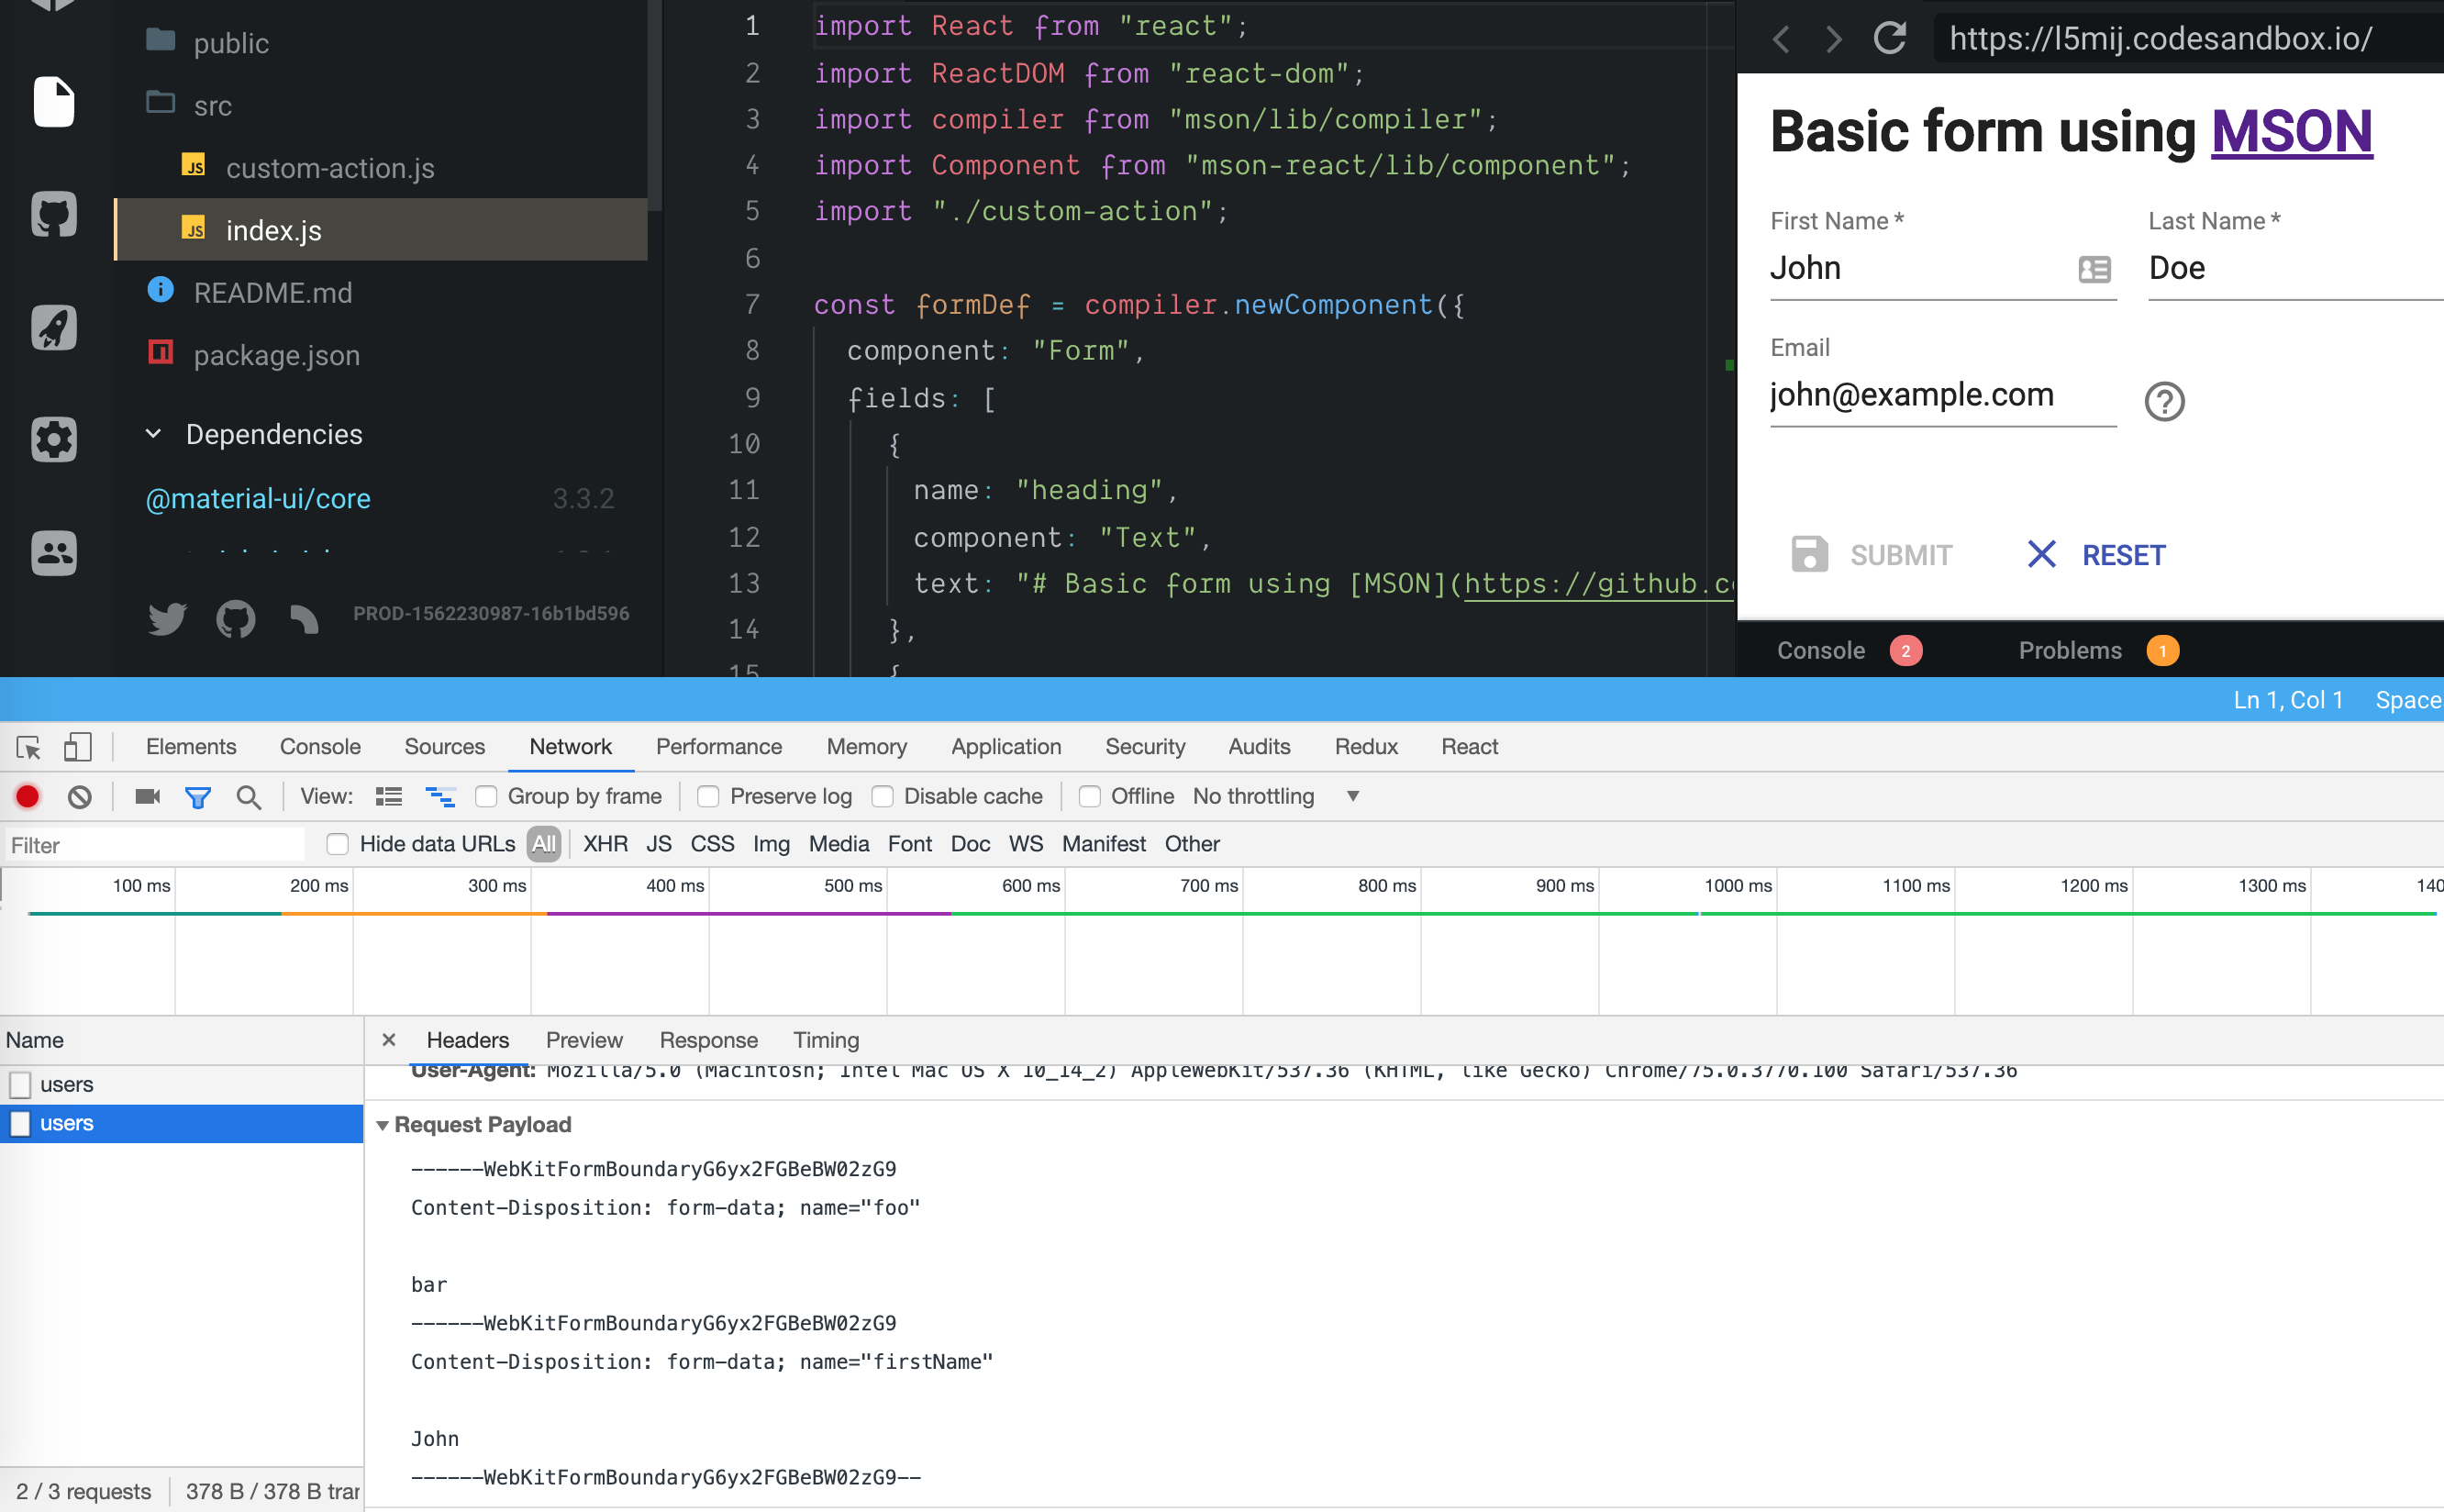 public
src
custom-action.js
index.js
README.md
package.json
Dependencies
@material-ui/core 3.3.2
PROD-1562230987-16b1bd596
1 import React from "react";
2 import ReactDOM from "react-dom";
3 import compiler from "mson/lib/compiler";
4 import Component from "mson-react/lib/component";
5 import "./custom-action";
6
7 const formDef = compiler.newComponent({
8 component: "Form",
9 fields: [
10 {
11 name: "heading",
12 component: "Text",
13 text: "# Basic form using [MSON](https://github.c
14 },
15 {
https://l5mij.codesandbox.io/
Basic form using MSON
First Name * Last Name *
John Doe
Email
john@example.com
SUBMIT RESET
Console 2 Problems 1
Ln 1, Col 1 Space
Elements Console Sources Network Performance Memory Application Security Audits Redux React
View: Group by frame Preserve log Disable cache Offline No throttling
Filter Hide data URLs All XHR JS CSS Img Media Font Doc WS Manifest Other
100 ms 200 ms 300 ms 400 ms 500 ms 600 ms 700 ms 800 ms 900 ms 1000 ms 1100 ms 1200 ms 1300 ms 140
Name
users
users
2 / 3 requests 378 B / 378 B trar
× Headers Preview Response Timing
User-Agent: Mozilla/5.0 (Macintosh; Intel Mac OS X 10_14_2) AppleWebKit/537.36 (KHTML, like Gecko) Chrome/75.0.3770.100 Safari/537.36
Request Payload
------WebKitFormBoundaryG6yx2FGBeBW02zG9
Content-Disposition: form-data; name="foo"
bar
------WebKitFormBoundaryG6yx2FGBeBW02zG9
Content-Disposition: form-data; name="firstName"
John
------WebKitFormBoundaryG6yx2FGBeBW02zG9--